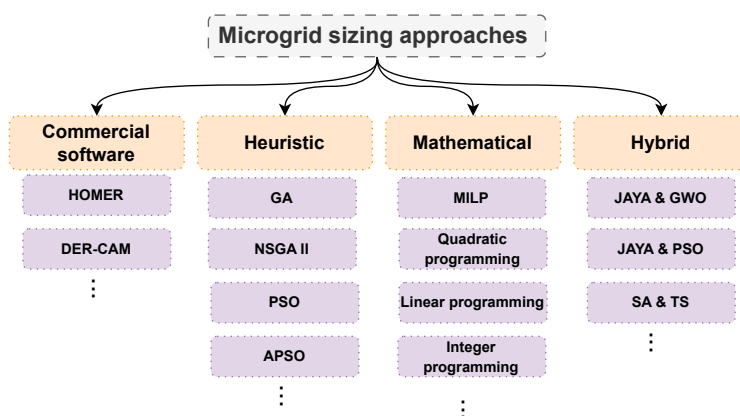 Microgrid sizing approaches
Commercial
software
HOMER
DER-CAM
Heuristic
GA
NSGA II
PSO
APSO
Mathematical
MILP
Quadratic
programming
Linear programming
Integer
programming
Hybrid
JAYA & GWO
JAYA & PSO
SA & TS